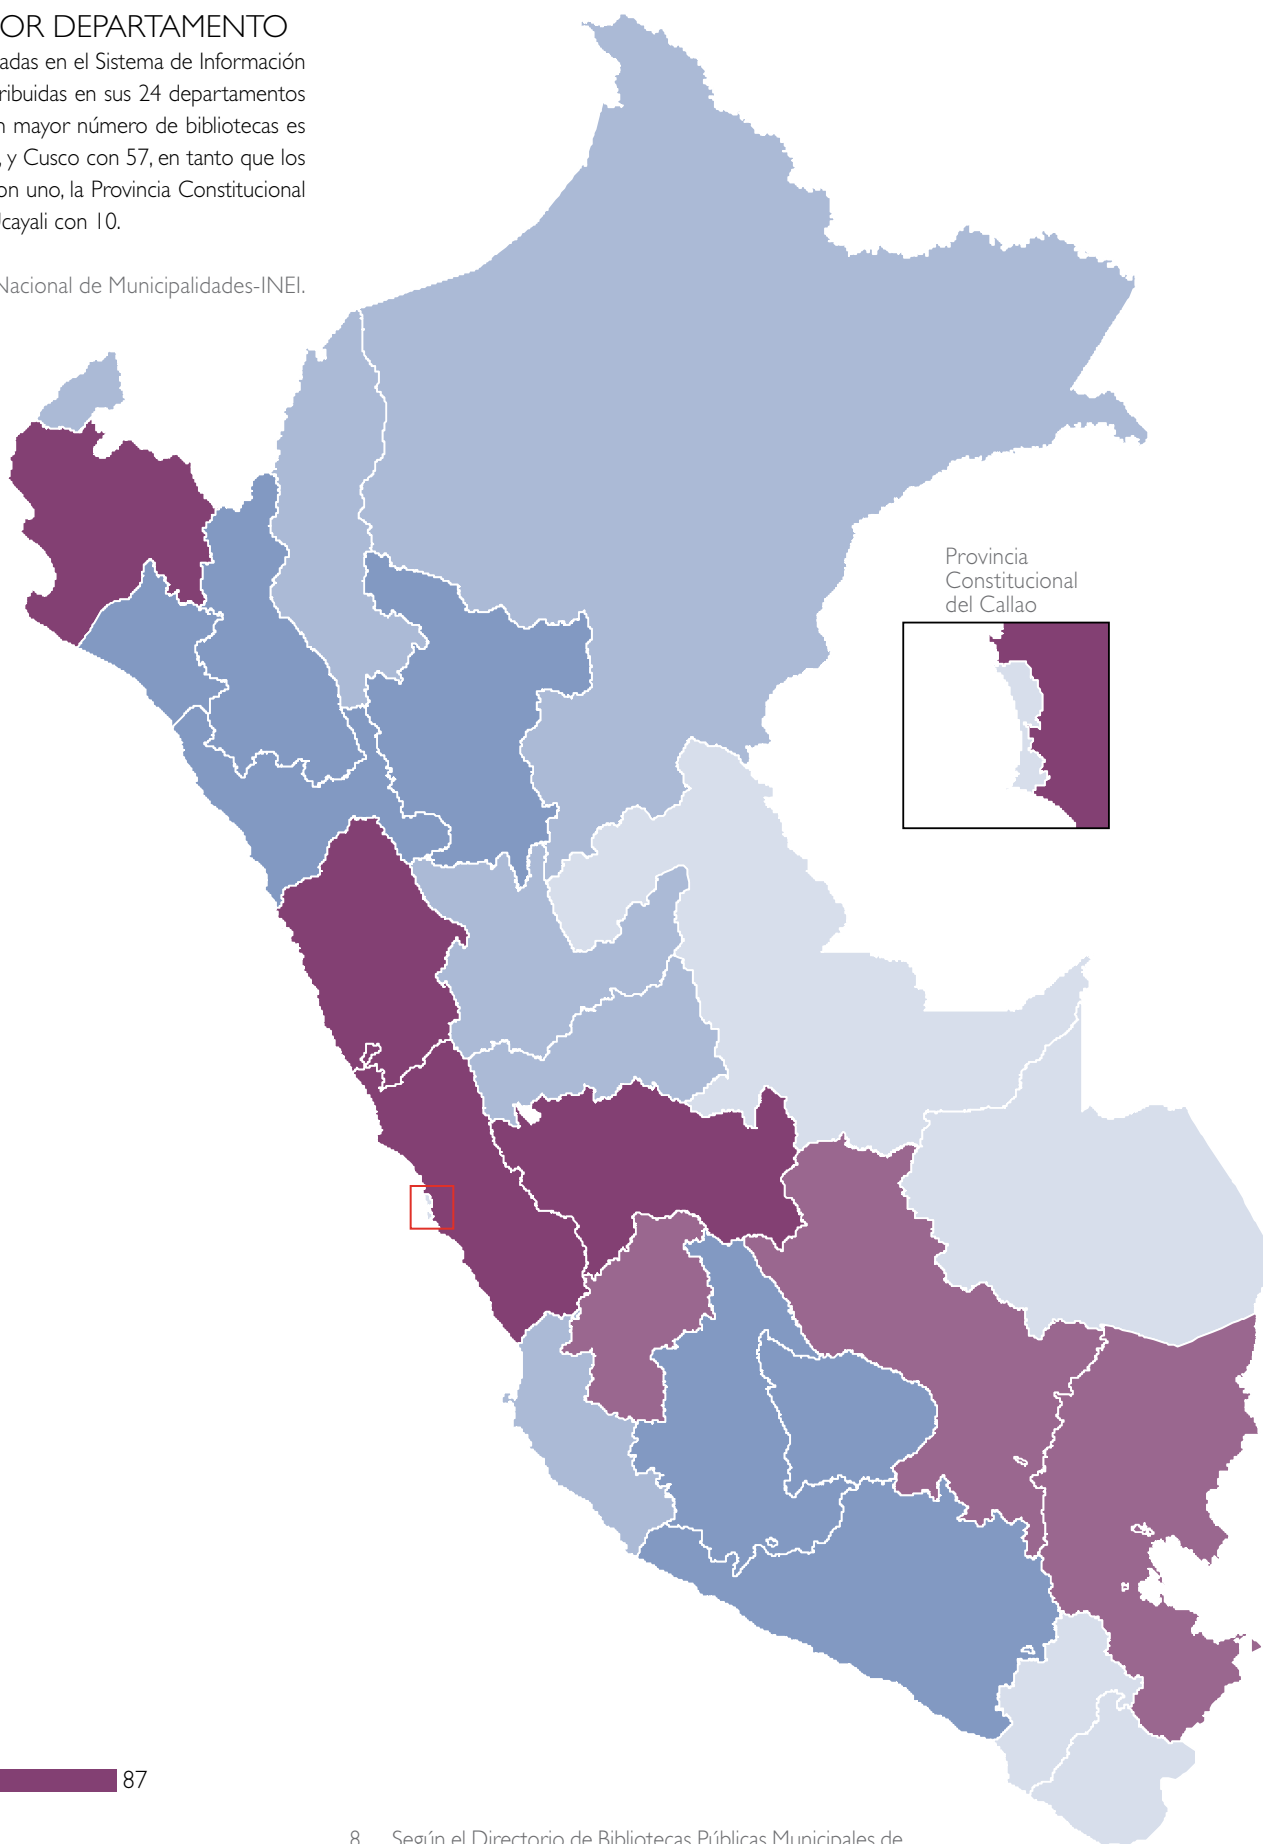 OR DEPARTAMENTO
adas en el Sistema de Información
ribuidas en sus 24 departamentos
n mayor número de bibliotecas es
, y Cusco con 57, en tanto que los
on uno, la Provincia Constitucional
cayali con 10.
Nacional de Municipalidades-INEI.
Provincia
Constitucional
del Callao
87
8 Según el Directorio de Bibliotecas Públicas Municipales de